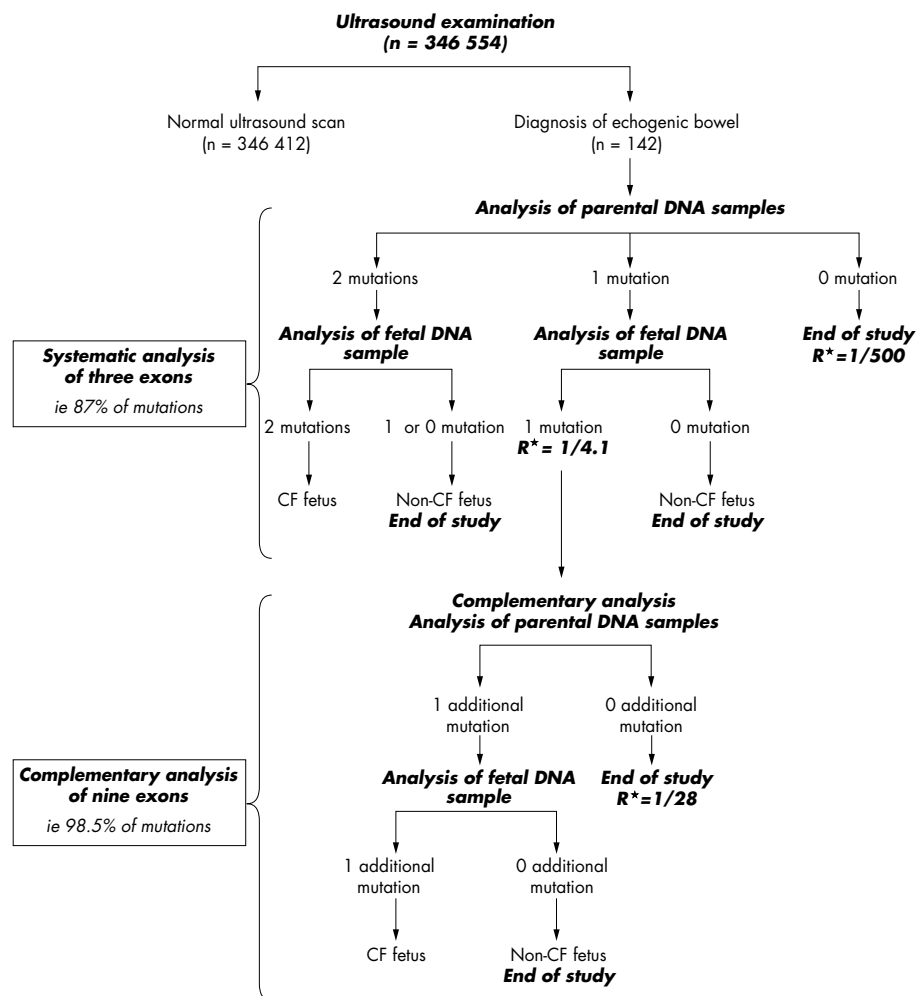 Ultrasound examination
(n = 346 554)
Normal ultrasound scan
(n = 346 412)
Diagnosis of echogenic bowel
(n = 142)
Analysis of parental DNA samples
2 mutations
1 mutation
0 mutation
Analysis of fetal DNA
sample
Analysis of fetal DNA
sample
End of study
R*=1/500
Systematic analysis
of three exons
ie 87% of mutations
2 mutations
1 or 0 mutation
1 mutation
R*= 1/4.1
0 mutation
CF fetus
Non-CF fetus
End of study
Non-CF fetus
End of study
Complementary analysis
Analysis of parental DNA samples
1 additional
mutation
0 additional
mutation
Complementary analysis
of nine exons
ie 98.5% of mutations
Analysis of fetal DNA
sample
End of study
R*=1/28
1 additional
mutation
0 additional
mutation
CF fetus
Non-CF fetus
End of study